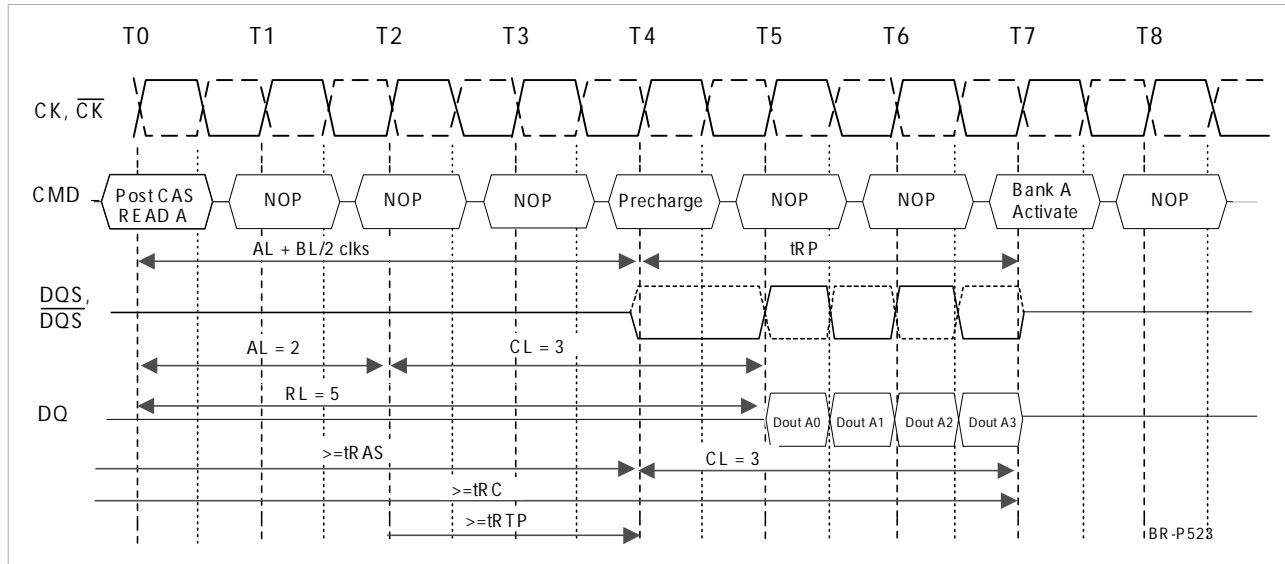 T0 T1 T2 T3 T4 T5 T6 T7 T8
CK, CK
CMD
Post CAS
READ A
NOP
NOP
NOP
Precharge
NOP
NOP
Bank A
Activate
NOP
AL + BL/2 clks
tRP
DQS,
DQS
AL = 2
CL = 3
RL = 5
DQ
Dout A0
Dout A1
Dout A2
Dout A3
>=tRAS
CL = 3
>=tRC
>=tRTP
BR-P523